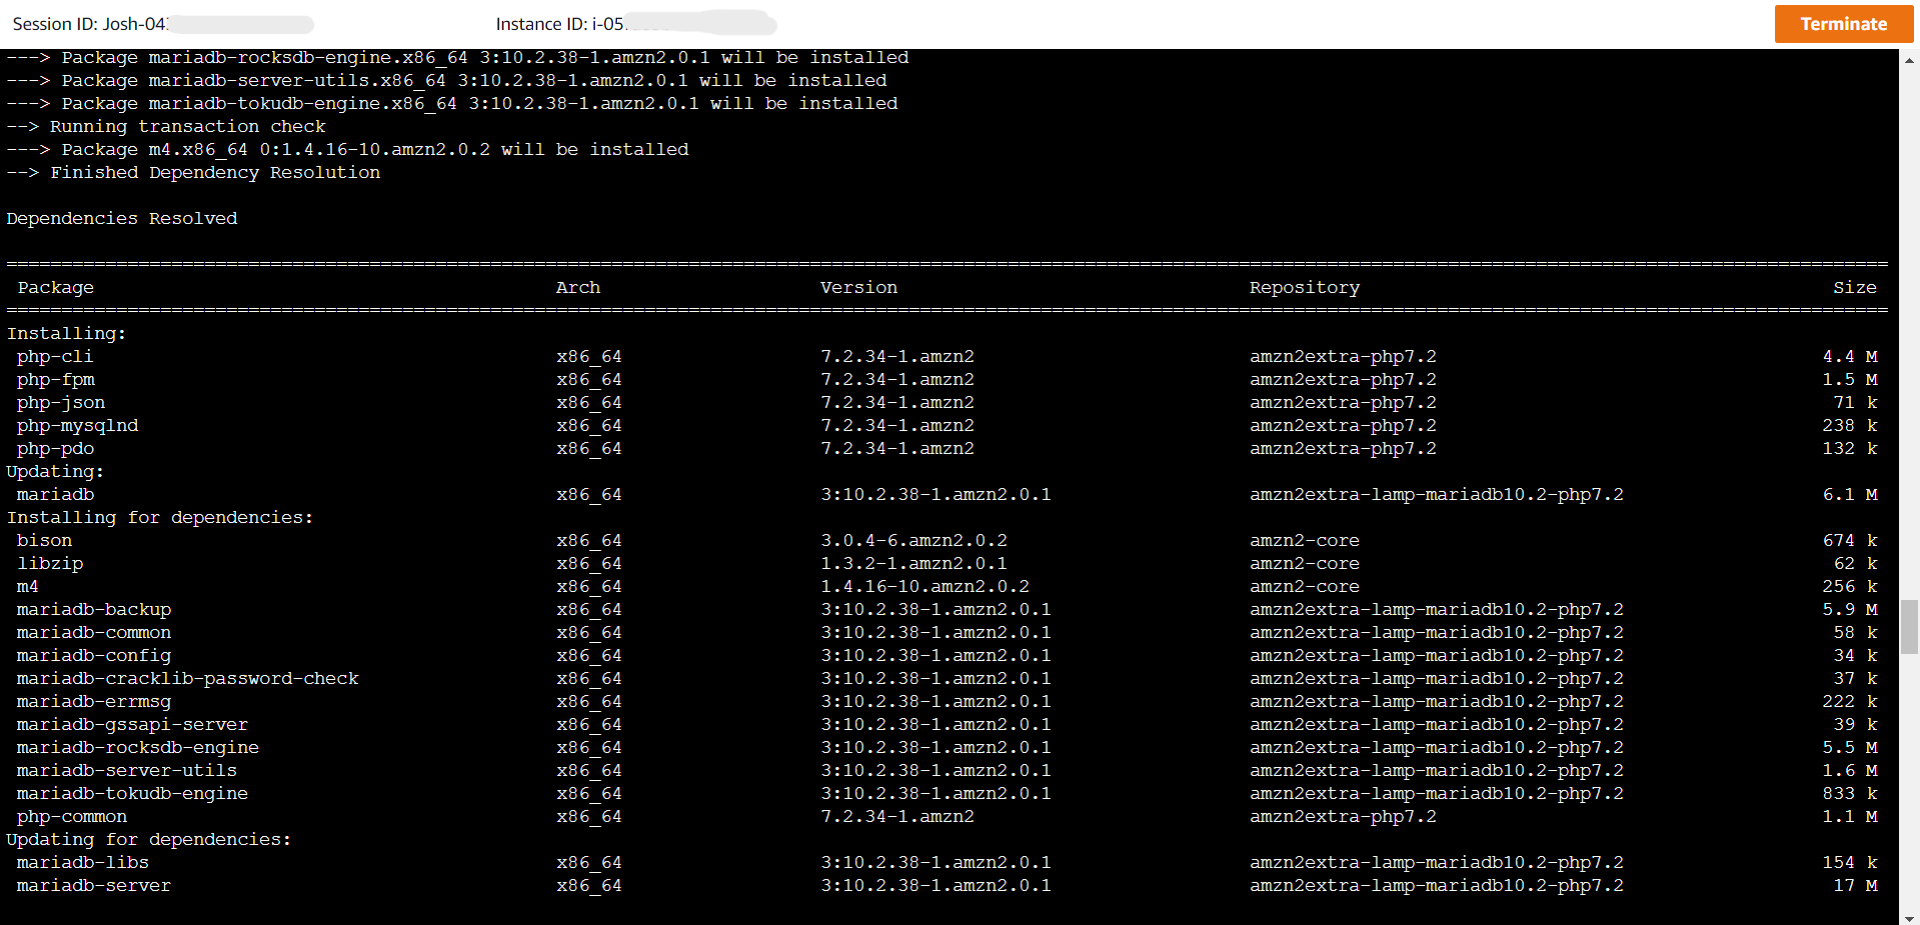 Session ID: Josh-04
Instance ID: i-05
Terminate
---> Package mariadb-rocksdb-engine.x86_64 3:10.2.38-1.amzn2.0.1 will be installed
---> Package mariadb-server-utils.x86_64 3:10.2.38-1.amzn2.0.1 will be installed
---> Package mariadb-tokudb-engine.x86_64 3:10.2.38-1.amzn2.0.1 will be installed
--> Running transaction check
---> Package m4.x86_64 0:1.4.16-10.amzn2.0.2 will be installed
--> Finished Dependency Resolution
Dependencies Resolved
Package Arch Version Repository Size
Installing:
php-cli x86_64 7.2.34-1.amzn2 amzn2extra-php7.2 4.4 M
php-fpm x86_64 7.2.34-1.amzn2 amzn2extra-php7.2 1.5 M
php-json x86_64 7.2.34-1.amzn2 amzn2extra-php7.2 71 k
php-mysqlnd x86_64 7.2.34-1.amzn2 amzn2extra-php7.2 238 k
php-pdo x86_64 7.2.34-1.amzn2 amzn2extra-php7.2 132 k
Updating:
mariadb x86_64 3:10.2.38-1.amzn2.0.1 amzn2extra-lamp-mariadb10.2-php7.2 6.1 M
Installing for dependencies:
bison x86_64 3.0.4-6.amzn2.0.2 amzn2-core 674 k
libzip x86_64 1.3.2-1.amzn2.0.1 amzn2-core 62 k
m4 x86_64 1.4.16-10.amzn2.0.2 amzn2-core 256 k
mariadb-backup x86_64 3:10.2.38-1.amzn2.0.1 amzn2extra-lamp-mariadb10.2-php7.2 5.9 M
mariadb-common x86_64 3:10.2.38-1.amzn2.0.1 amzn2extra-lamp-mariadb10.2-php7.2 58 k
mariadb-config x86_64 3:10.2.38-1.amzn2.0.1 amzn2extra-lamp-mariadb10.2-php7.2 34 k
mariadb-cracklib-password-check x86_64 3:10.2.38-1.amzn2.0.1 amzn2extra-lamp-mariadb10.2-php7.2 37 k
mariadb-errmsg x86_64 3:10.2.38-1.amzn2.0.1 amzn2extra-lamp-mariadb10.2-php7.2 222 k
mariadb-gssapi-server x86_64 3:10.2.38-1.amzn2.0.1 amzn2extra-lamp-mariadb10.2-php7.2 39 k
mariadb-rocksdb-engine x86_64 3:10.2.38-1.amzn2.0.1 amzn2extra-lamp-mariadb10.2-php7.2 5.5 M
mariadb-server-utils x86_64 3:10.2.38-1.amzn2.0.1 amzn2extra-lamp-mariadb10.2-php7.2 1.6 M
mariadb-tokudb-engine x86_64 3:10.2.38-1.amzn2.0.1 amzn2extra-lamp-mariadb10.2-php7.2 833 k
php-common x86_64 7.2.34-1.amzn2 amzn2extra-php7.2 1.1 M
Updating for dependencies:
mariadb-libs x86_64 3:10.2.38-1.amzn2.0.1 amzn2extra-lamp-mariadb10.2-php7.2 154 k
mariadb-server x86_64 3:10.2.38-1.amzn2.0.1 amzn2extra-lamp-mariadb10.2-php7.2 17 M